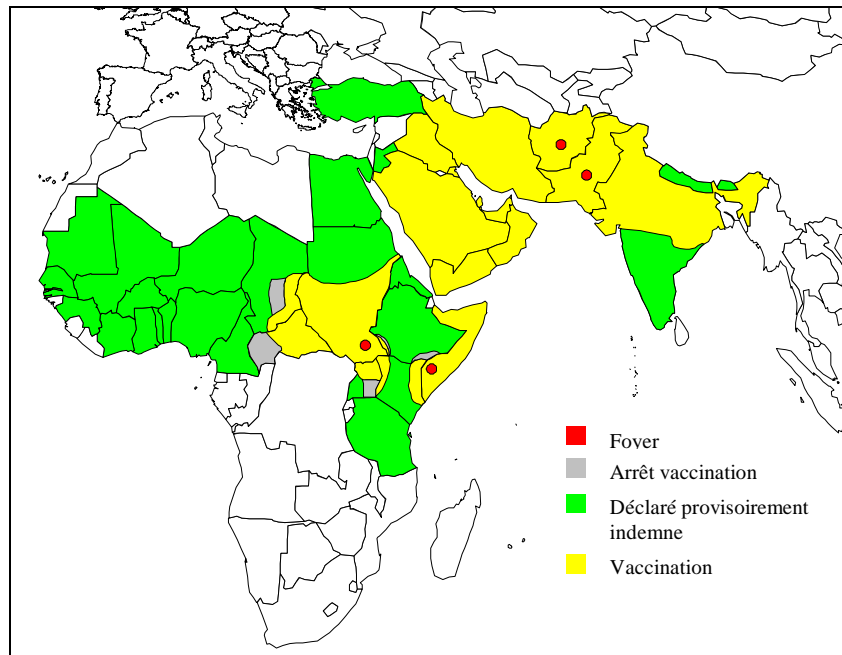 Foyer
Arrêt vaccination
Déclaré provisoirement
indemne
Vaccination